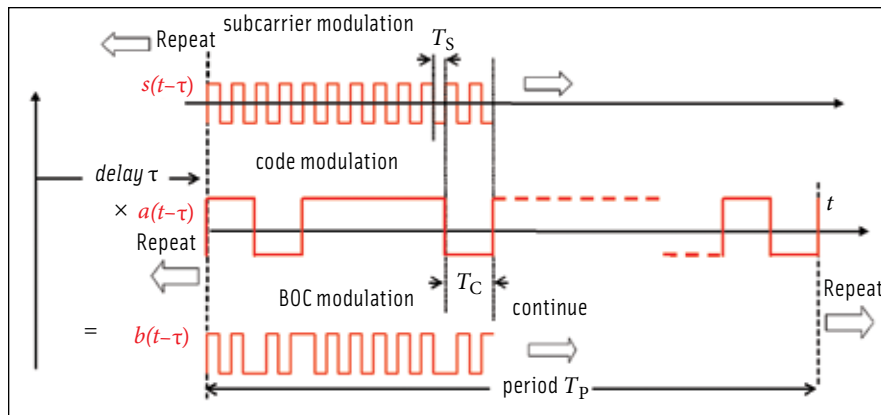 subcarrier modulation
Repeat
T_S
s(t−τ)
code modulation
delay τ
× a(t−τ)
t
Repeat
BOC modulation
T_C
continue
Repeat
= b(t−τ)
period T_P